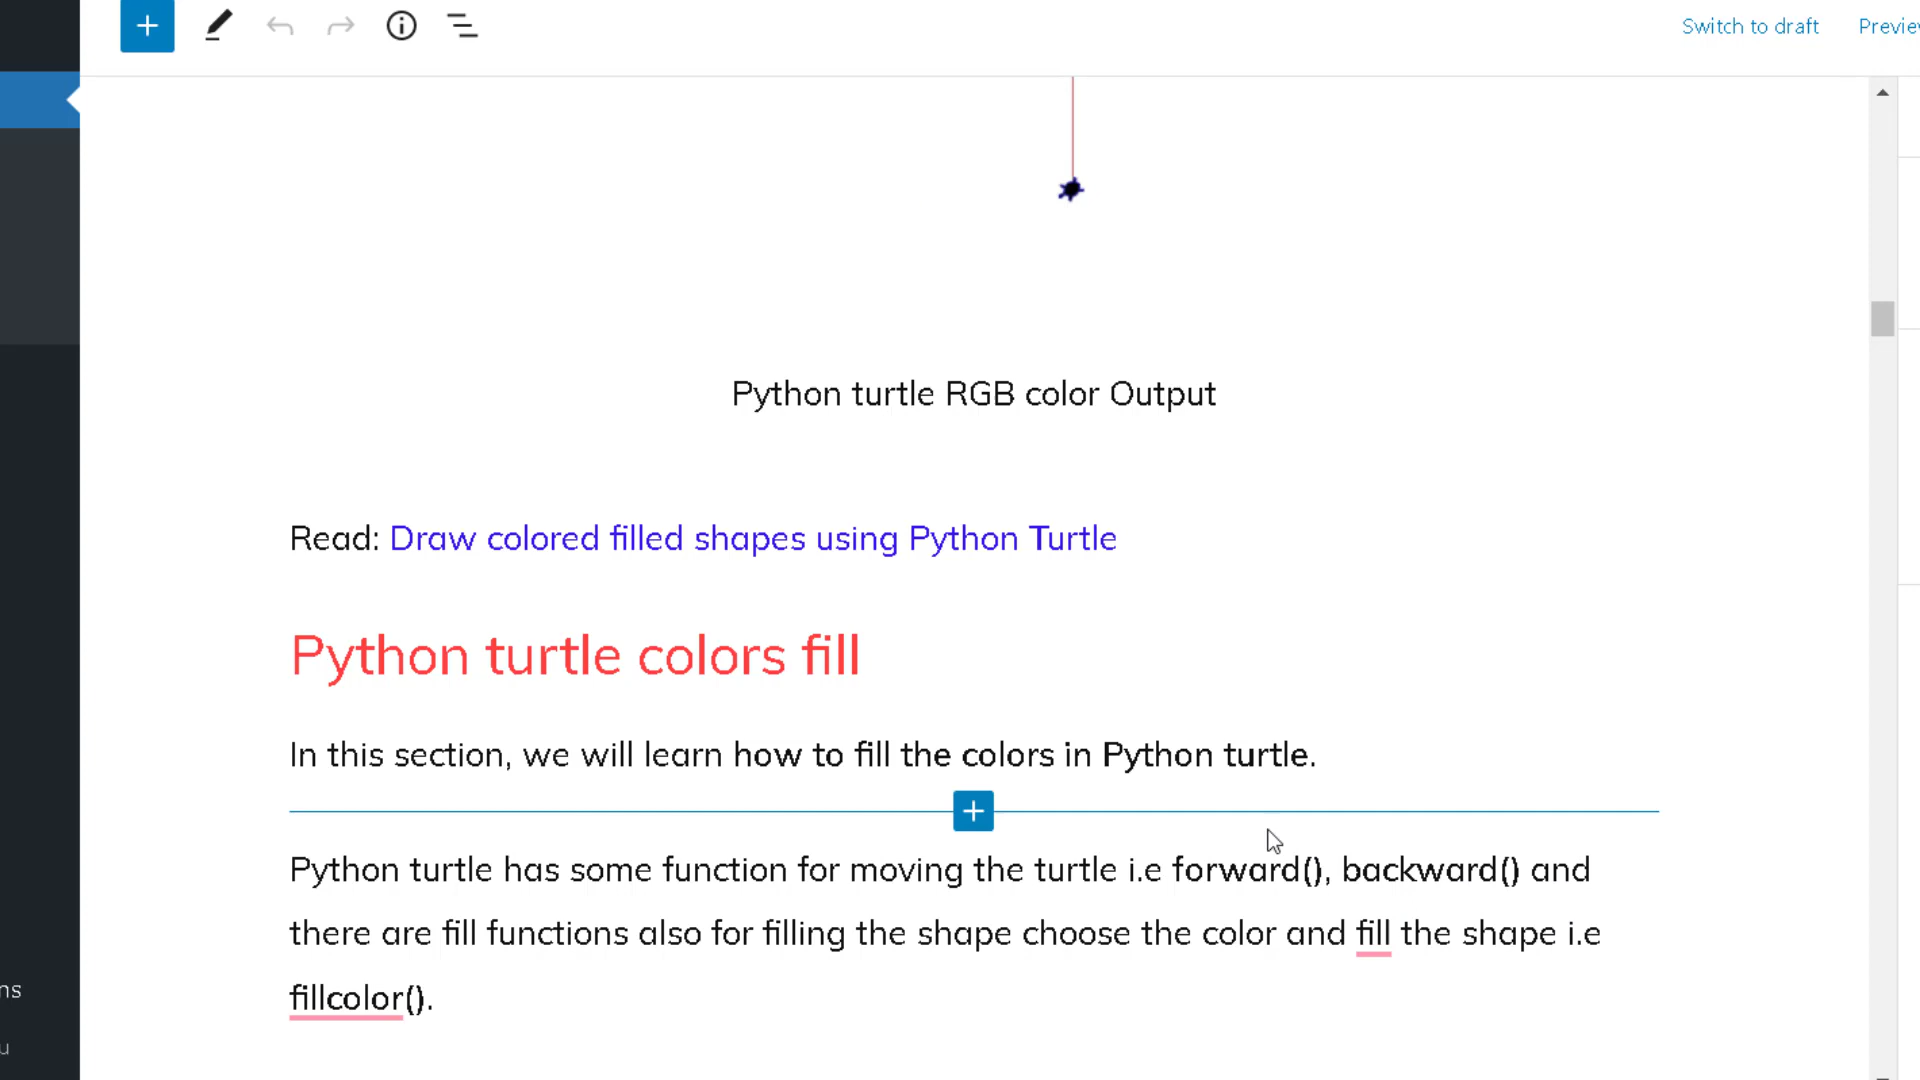 Switch to draft
Python turtle RGB color Output
Read: Draw colored filled shapes using Python Turtle
Python turtle colors fill
In this section, we will learn how to fill the colors in Python turtle.
Python turtle has some function for moving the turtle i.e forward(), backward() and
there are fill functions also for filling the shape choose the color and fill the shape i.e
fillcolor().